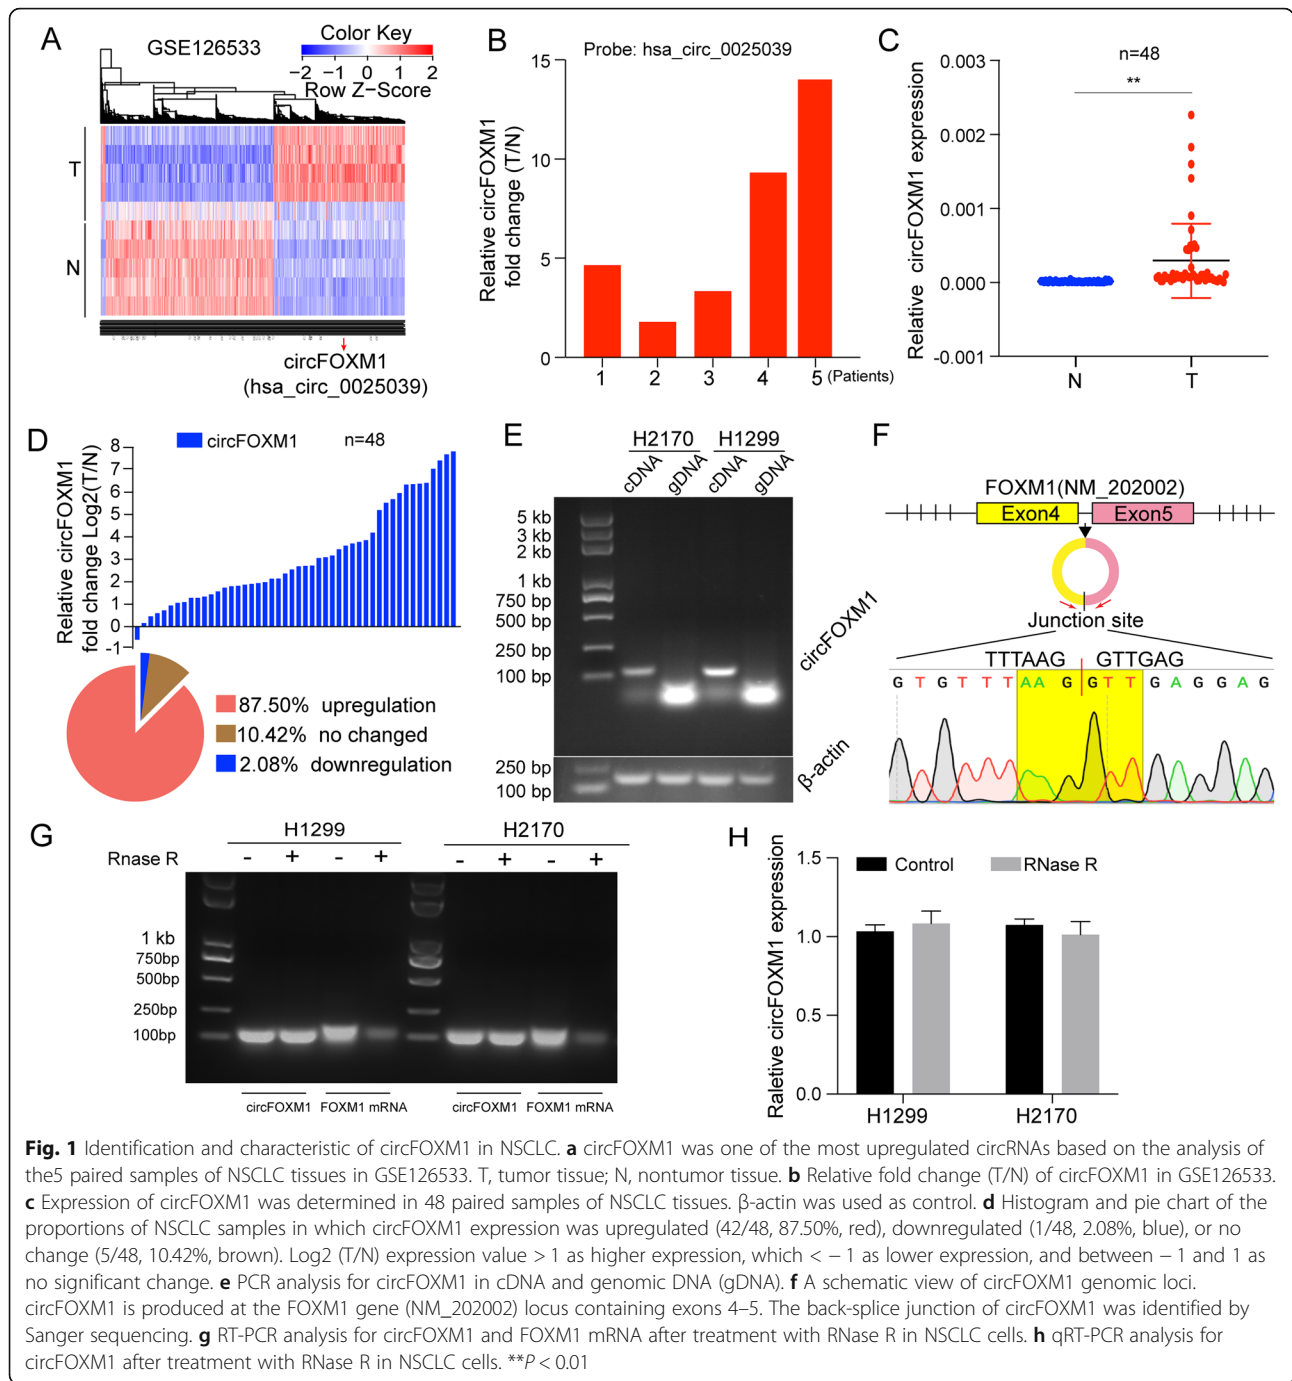 A
GSE126533
Color Key
−2 −1 0 1 2
Row Z−Score
T
N
circFOXM1
(hsa_circ_0025039)
B
Probe: hsa_circ_0025039
Relative circFOXM1
fold change (T/N)
15
10
5
0
1 2 3 4 5 (Patients)
C
n=48
**
Relative circFOXM1 expression
0.003
0.002
0.001
0.000
-0.001
N T
D
circFOXM1 n=48
Relative circFOXM1
fold change Log2(T/N)
8
7
6
5
4
3
2
1
0
-1
87.50% upregulation
10.42% no changed
2.08% downregulation
E
H2170 H1299
cDNA gDNA cDNA gDNA
5 kb
3 kb
2 kb
1 kb
750 bp
500 bp
250 bp
100 bp
circFOXM1
250 bp
100 bp
β-actin
F
FOXM1(NM_202002)
Exon4 Exon5
Junction site
TTTAAG GTTGAG
G T G T T T A A G G T T G A G G A G
G
H1299 H2170
Rnase R - + - + - + - +
1 kb
750bp
500bp
250bp
100bp
circFOXM1 FOXM1 mRNA circFOXM1 FOXM1 mRNA
H
Control RNase R
Raletive circFOXM1 expression
1.5
1.0
0.5
0.0
H1299 H2170
Fig. 1 Identification and characteristic of circFOXM1 in NSCLC. a circFOXM1 was one of the most upregulated circRNAs based on the analysis of
the5 paired samples of NSCLC tissues in GSE126533. T, tumor tissue; N, nontumor tissue. b Relative fold change (T/N) of circFOXM1 in GSE126533.
c Expression of circFOXM1 was determined in 48 paired samples of NSCLC tissues. β-actin was used as control. d Histogram and pie chart of the
proportions of NSCLC samples in which circFOXM1 expression was upregulated (42/48, 87.50%, red), downregulated (1/48, 2.08%, blue), or no
change (5/48, 10.42%, brown). Log2 (T/N) expression value > 1 as higher expression, which < − 1 as lower expression, and between − 1 and 1 as
no significant change. e PCR analysis for circFOXM1 in cDNA and genomic DNA (gDNA). f A schematic view of circFOXM1 genomic loci.
circFOXM1 is produced at the FOXM1 gene (NM_202002) locus containing exons 4–5. The back-splice junction of circFOXM1 was identified by
Sanger sequencing. g RT-PCR analysis for circFOXM1 and FOXM1 mRNA after treatment with RNase R in NSCLC cells. h qRT-PCR analysis for
circFOXM1 after treatment with RNase R in NSCLC cells. **P < 0.01